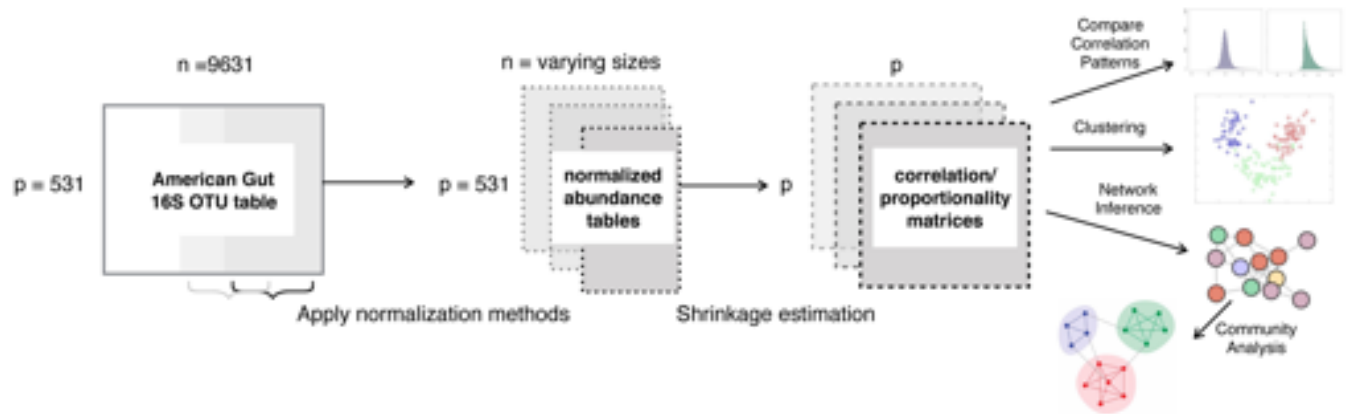 n =9631
p = 531
American Gut
16S OTU table
Apply normalization methods
n = varying sizes
p = 531
normalized
abundance
tables
Shrinkage estimation
p
p
correlation/
proportionality
matrices
Compare
Correlation
Patterns
Clustering
Network
Inference
Community
Analysis